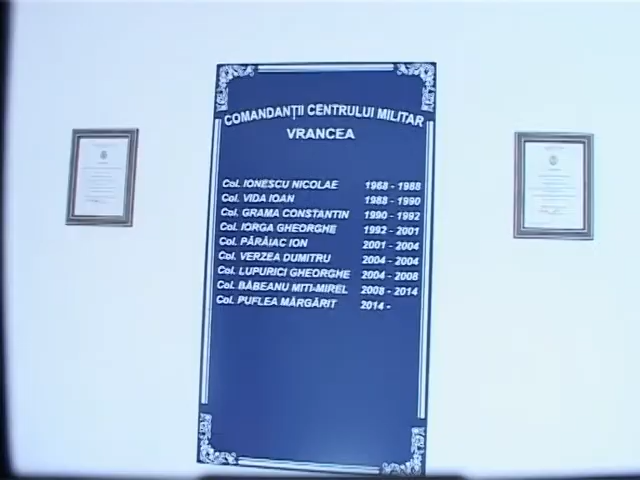 COMANDANȚII CENTRULUI MILITAR
VRANCEA
Col. IONESCU NICOLAE 1968 - 1988
Col. VIDA IOAN 1988 - 1990
Col. GRAMA CONSTANTIN 1990 - 1992
Col. IORGA GHEORGHE 1992 - 2001
Col. PĂRĂIAC ION 2001 - 2004
Col. VERZEA DUMITRU 2004 - 2004
Col. LUPURICI GHEORGHE 2004 - 2008
Col. BĂBEANU MITI-MIREL 2008 - 2014
Col. PUFLEA MĂRGĂRIT 2014 -